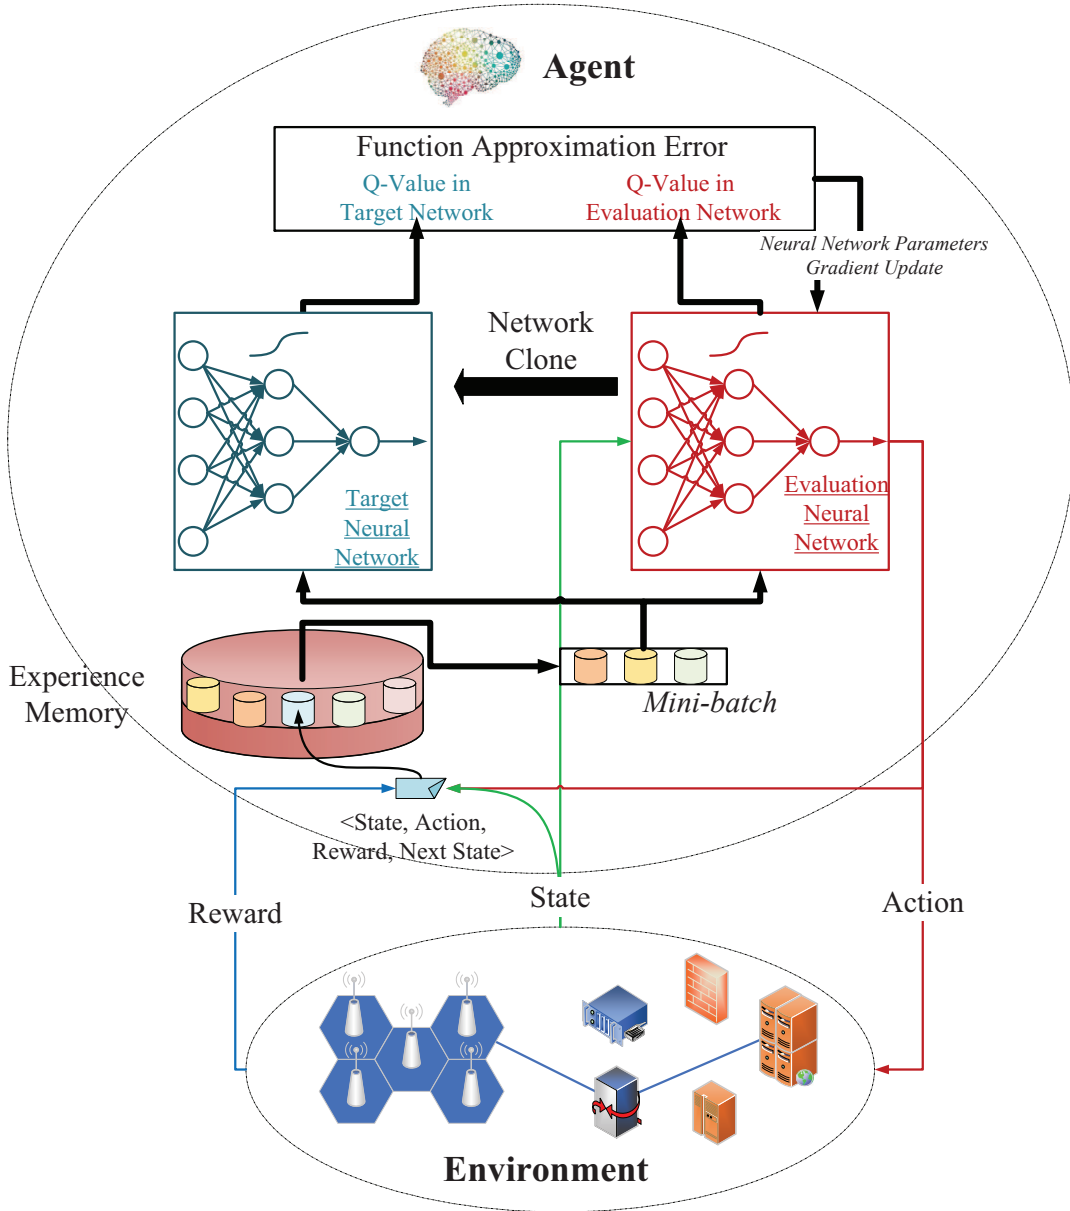 Agent
Function Approximation Error
Q-Value in
Target Network
Q-Value in
Evaluation Network
Neural Network Parameters
Gradient Update
Network
Clone
Target
Neural
Network
Evaluation
Neural
Network
Experience
Memory
Mini-batch
<State, Action,
Reward, Next State>
Reward
State
Action
Environment